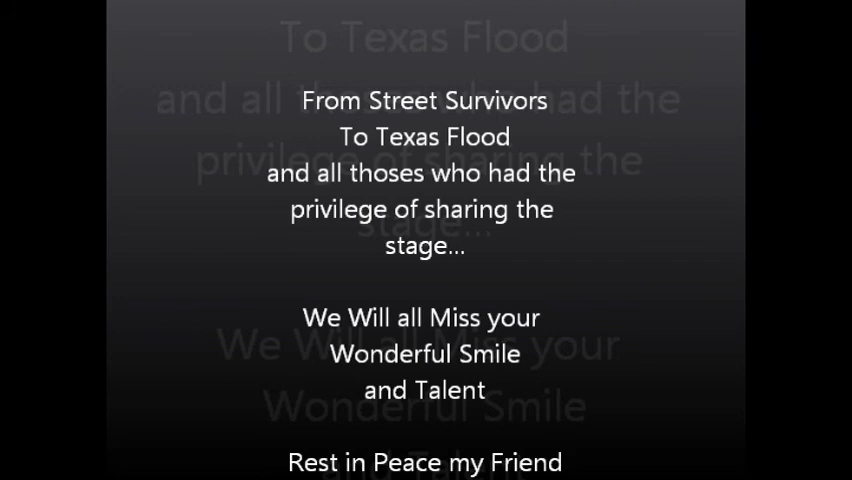 From Street Survivors
To Texas Flood
and all thoses who had the
privilege of sharing the
stage...
We Will all Miss your
Wonderful Smile
and Talent
Rest in Peace my Friend